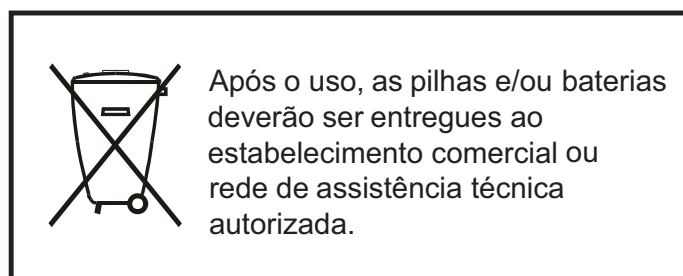 Após o uso, as pilhas e/ou baterias
deverão ser entregues ao
estabelecimento comercial ou
rede de assistência técnica
autorizada.